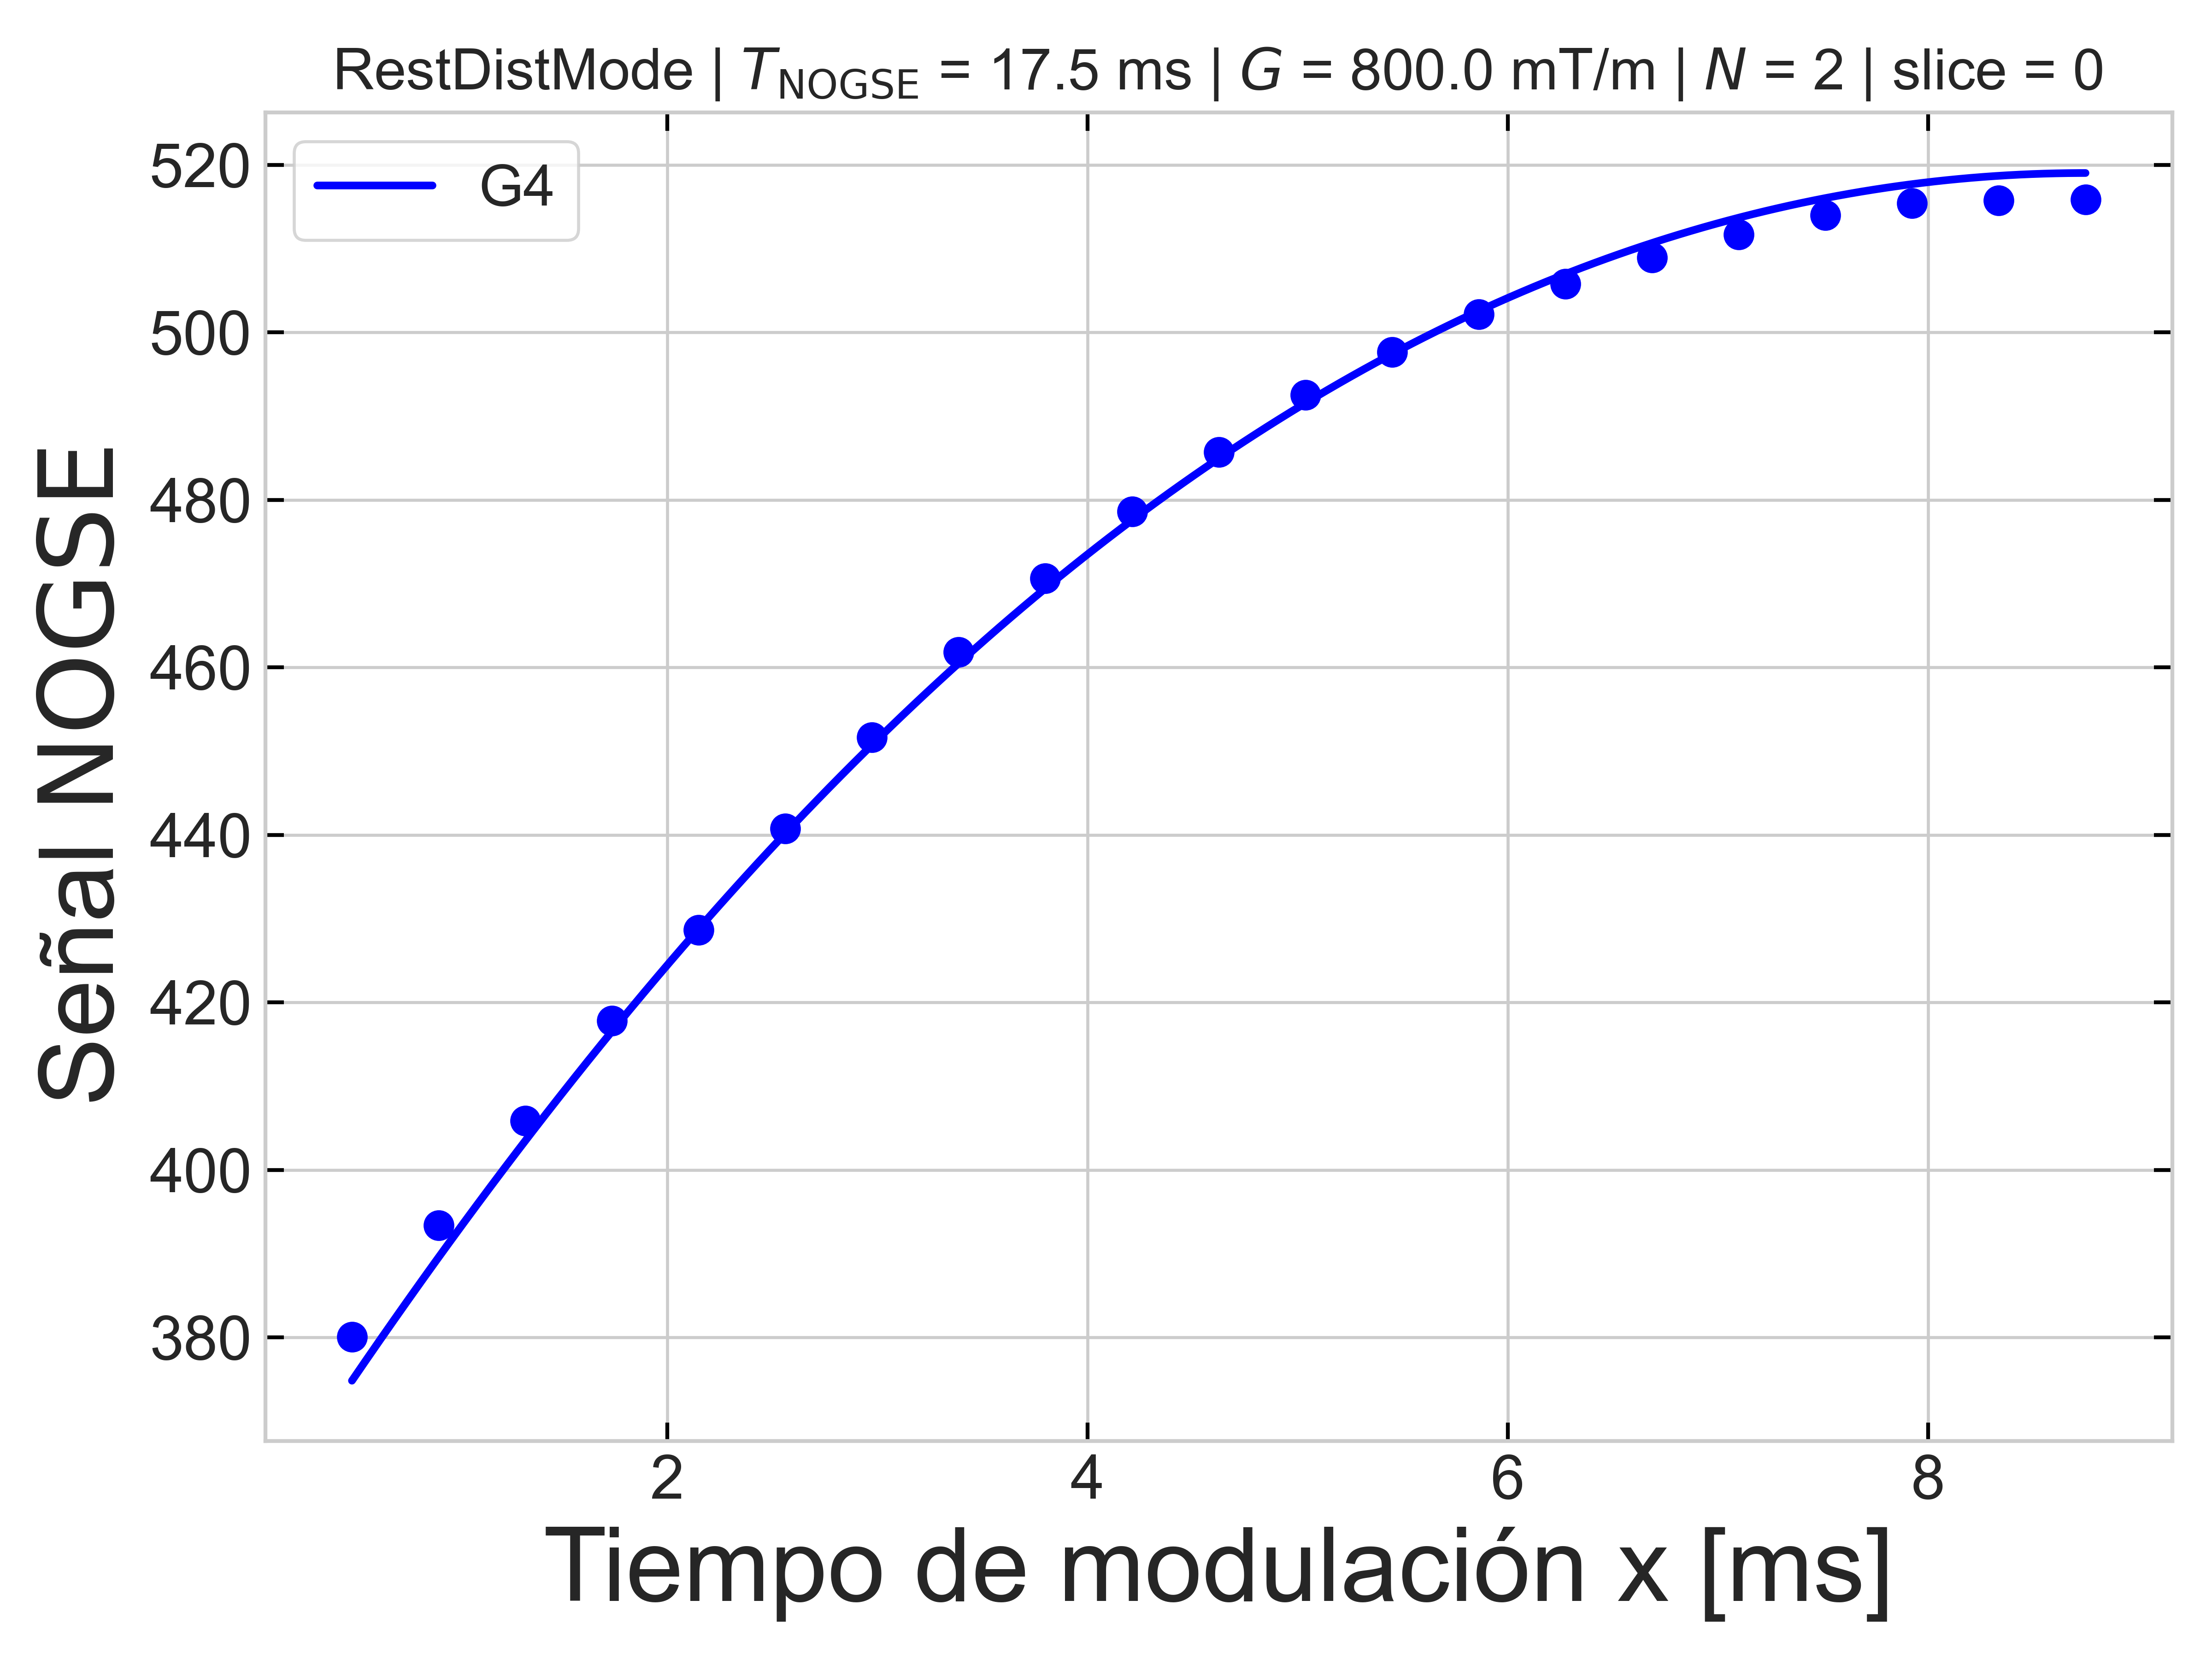 RestDistMode | T_NOGSE = 17.5 ms | G = 800.0 mT/m | N = 2 | slice = 0
G4
520
500
480
460
440
420
400
380
Señal NOGSE
2 4 6 8
Tiempo de modulación x [ms]